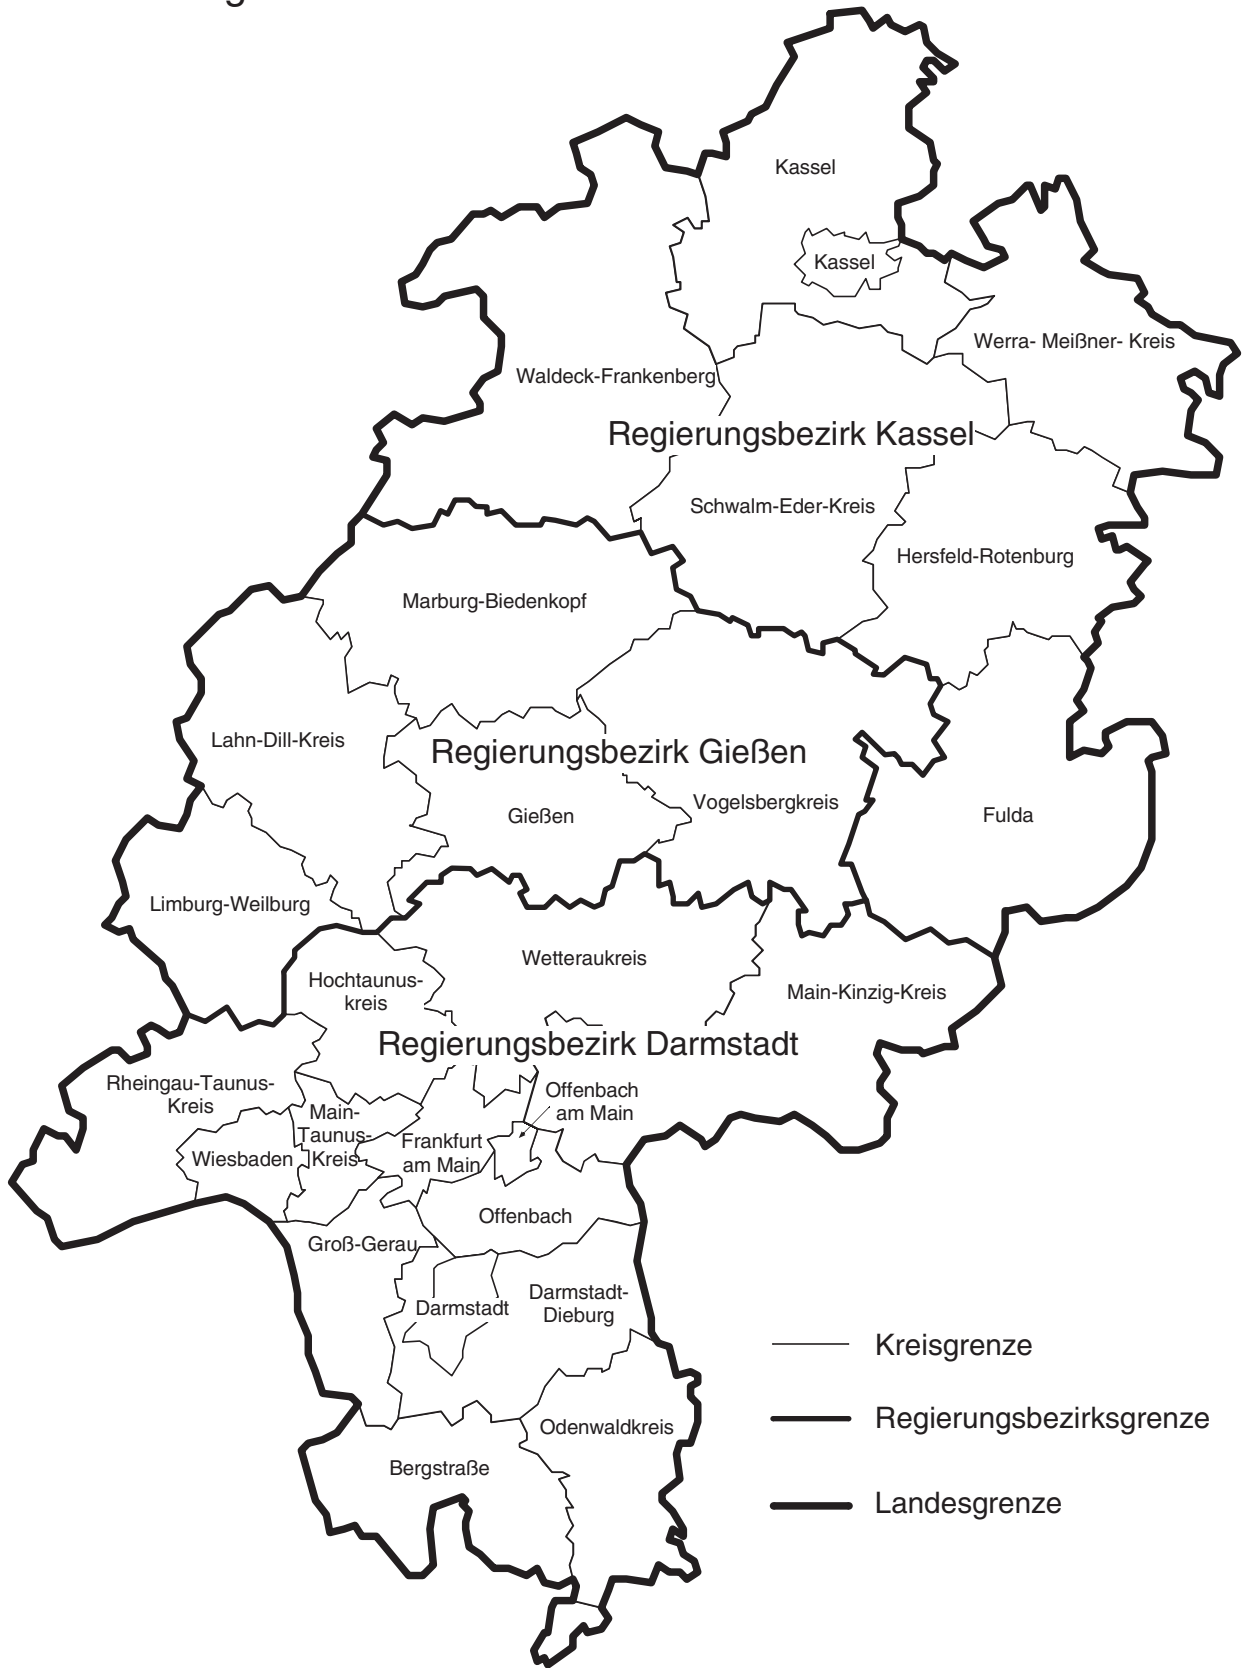 Kassel
Kassel
Werra- Meißner- Kreis
Waldeck-Frankenberg
Regierungsbezirk Kassel
Schwalm-Eder-Kreis
Hersfeld-Rotenburg
Marburg-Biedenkopf
Lahn-Dill-Kreis
Regierungsbezirk Gießen
Vogelsbergkreis
Gießen
Fulda
Limburg-Weilburg
Wetteraukreis
Hochtaunus-
kreis
Main-Kinzig-Kreis
Regierungsbezirk Darmstadt
Rheingau-Taunus-
Kreis
Offenbach
am Main
Main-
Taunus-
Kreis
Frankfurt
am Main
Wiesbaden
Offenbach
Groß-Gerau
Darmstadt
Darmstadt-
Dieburg
Odenwaldkreis
Bergstraße
Kreisgrenze
Regierungsbezirksgrenze
Landesgrenze